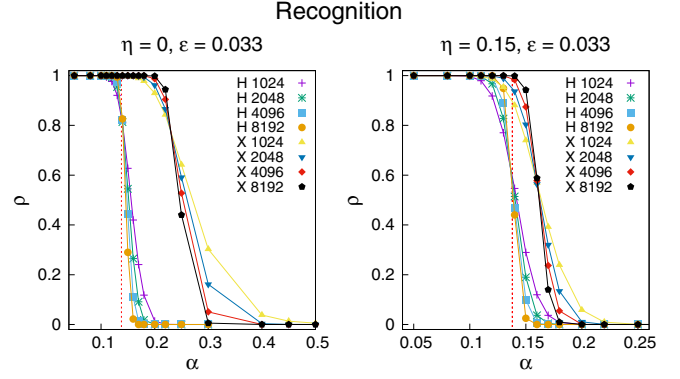 Recognition
η = 0, ε = 0.033
ρ
1
0.8
0.6
0.4
0.2
0
H 1024
H 2048
H 4096
H 8192
X 1024
X 2048
X 4096
X 8192
0.1 0.2 0.3 0.4 0.5
α
η = 0.15, ε = 0.033
ρ
1
0.8
0.6
0.4
0.2
0
H 1024
H 2048
H 4096
H 8192
X 1024
X 2048
X 4096
X 8192
0.05 0.1 0.15 0.2 0.25
α